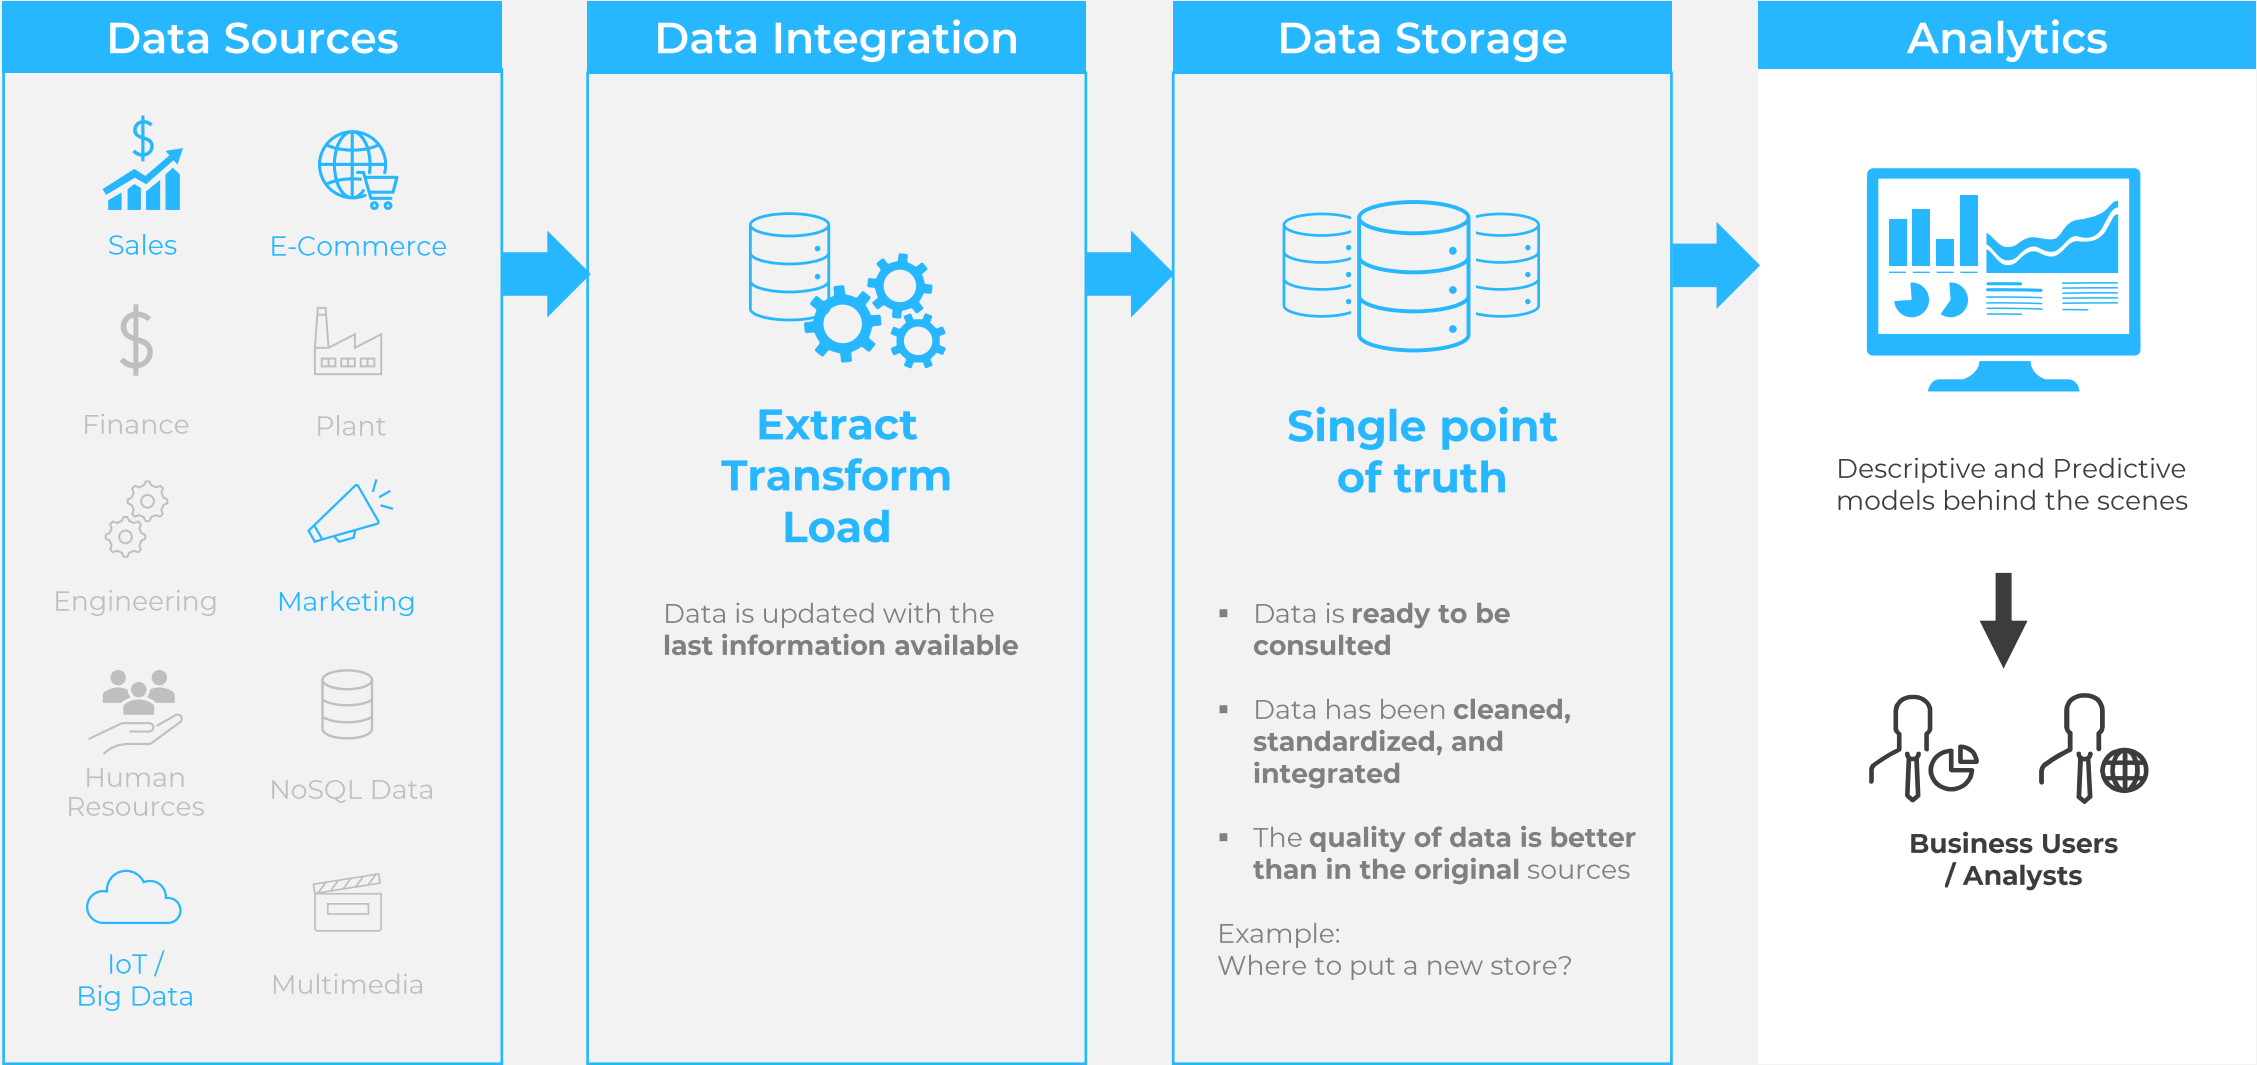 Data Sources
Sales
E-Commerce
Finance
Plant
Engineering
Marketing
Human
Resources
NoSQL Data
IoT /
Big Data
Multimedia
Data Integration
Extract
Transform
Load
Data is updated with the
last information available
Data Storage
Single point
of truth
▪ Data is ready to be
consulted
▪ Data has been cleaned,
standardized, and
integrated
▪ The quality of data is better
than in the original sources
Example:
Where to put a new store?
Analytics
Descriptive and Predictive
models behind the scenes
Business Users
/ Analysts